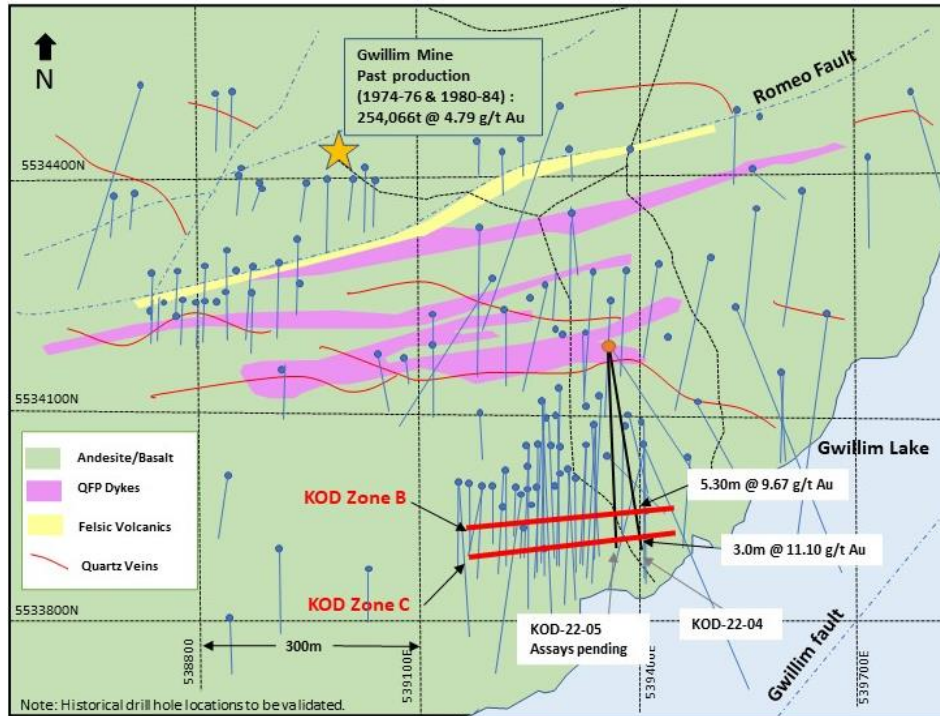 N
Gwillim Mine
Past production
(1974-76 & 1980-84) :
254,066t @ 4.79 g/t Au
Romeo Fault
5534400N
5534100N
Gwillim Lake
Andesite/Basalt
QFP Dykes
Felsic Volcanics
Quartz Veins
KOD Zone B
5.30m @ 9.67 g/t Au
3.0m @ 11.10 g/t Au
KOD Zone C
5533800N
KOD-22-05
Assays pending
KOD-22-04
Gwillim fault
300m
538800
539100E
539400E
539700E
Note: Historical drill hole locations to be validated.